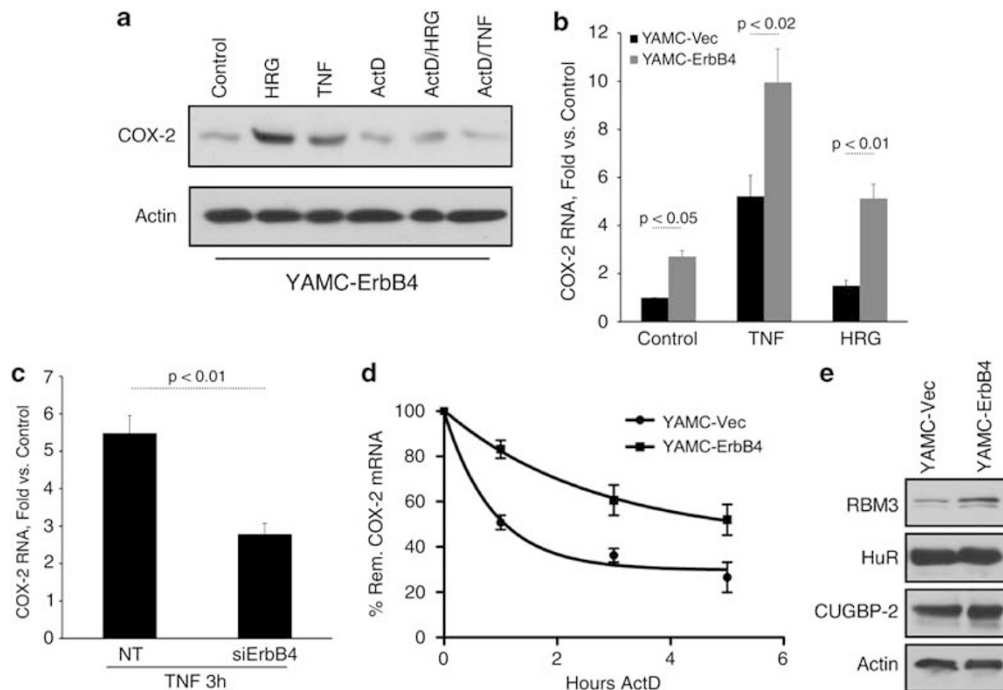 a
Control
HRG
TNF
ActD
ActD/HRG
ActD/TNF
COX-2
Actin
YAMC-ErbB4
b
YAMC-Vec
YAMC-ErbB4
p < 0.02
p < 0.01
p < 0.05
COX-2 RNA, Fold vs. Control
12
10
8
6
4
2
0
Control TNF HRG
c
p < 0.01
COX-2 RNA, Fold vs. Control
7
6
5
4
3
2
1
0
NT siErbB4
TNF 3h
d
YAMC-Vec
YAMC-ErbB4
% Rem. COX-2 mRNA
100
80
60
40
20
0
0 2 4 6
Hours ActD
e
YAMC-Vec
YAMC-ErbB4
RBM3
HuR
CUGBP-2
Actin